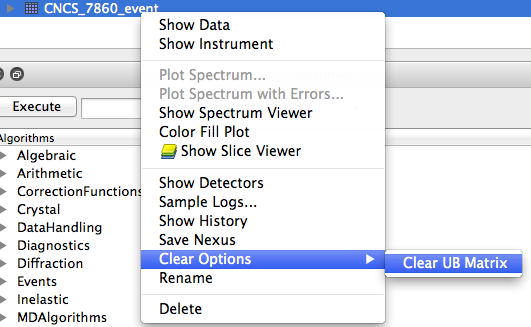 CNCS_7860_event
Show Data
Show Instrument
Plot Spectrum...
Plot Spectrum with Errors...
Show Spectrum Viewer
Color Fill Plot
Show Slice Viewer
Show Detectors
Sample Logs...
Show History
Save Nexus
Clear Options
Clear UB Matrix
Rename
Delete
Execute
Algorithms
Algebraic
Arithmetic
CorrectionFunctions
Crystal
DataHandling
Diagnostics
Diffraction
Events
Inelastic
MDAlgorithms